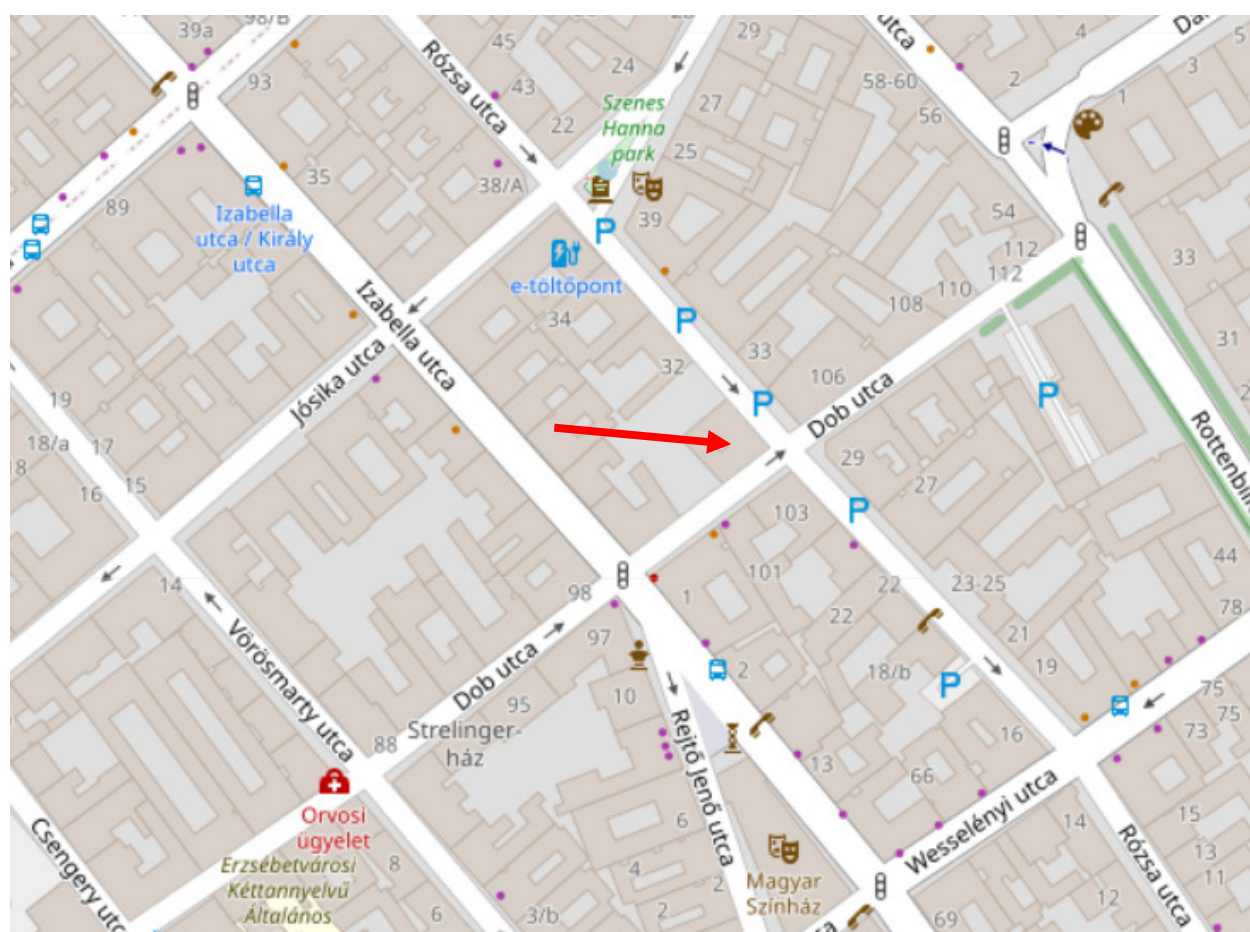 39a
98/B
45
29
utca
4
5
93
Rózsa utca
24
43
58-60
2
3
Szenes
Hanna
park
27
56
1
22
25
35
38/A
39
89
54
Izabella
utca / Király
utca
P
112
112
33
e-töltőpont
110
108
34
P
Izabella utca
33
31
32
106
P
P
Jósika utca
Dob utca
19
18/a
17
18
16
15
29
27
Rottenbil
P
103
44
101
14
98
1
22
23-25
22
78
97
21
Vörösmarty utca
Dob utca
2
18/b
19
P
10
95
75
75
88
Strelinger-
ház
16
73
Rejtő Jenő utca
13
66
Wesselényi utca
Orvosi
ügyelet
6
14
15
Csengery utca
Erzsébetvárosi
Kéttannyelvű
Általános
8
4
Magyar
Színház
Rózsa utca
13
11
6
3/b
2
2
69
12